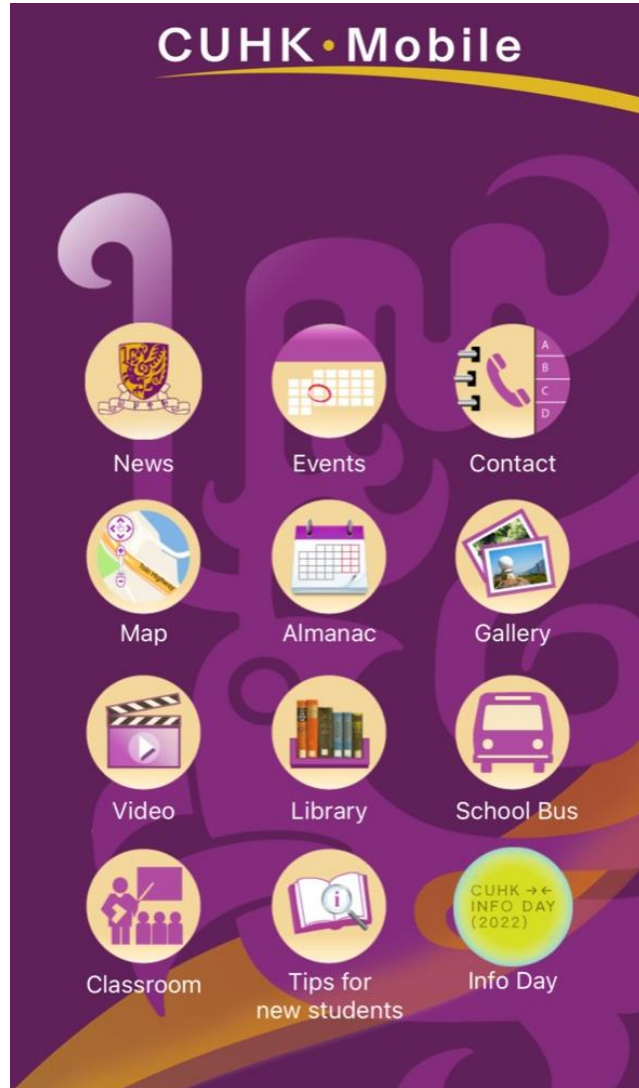 CUHK·Mobile
News
Events
Contact
A
B
C
D
Map
Almanac
Gallery
Video
Library
School Bus
Classroom
i
Tips for
new students
CUHK →←
INFO DAY
(2022)
Info Day